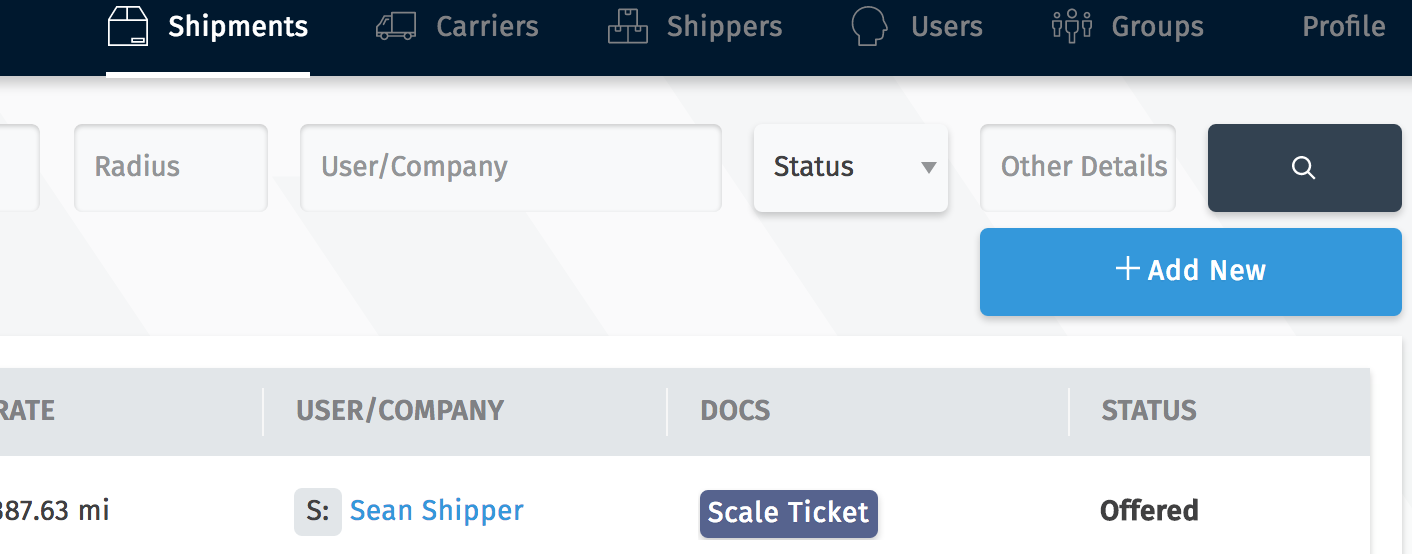 Shipments Carriers Shippers Users Groups Profile
Radius User/Company Status Other Details
Add New
RATE USER/COMPANY DOCS STATUS
387.63 mi S: Sean Shipper Scale Ticket Offered